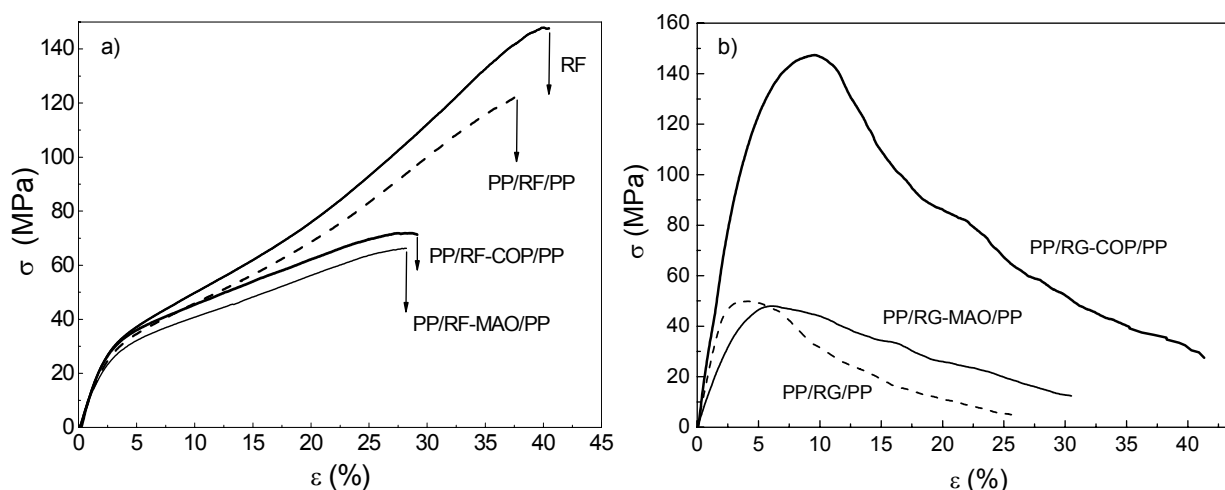 a)
σ (MPa)
140
120
100
80
60
40
20
0
RF
PP/RF/PP
PP/RF-COP/PP
PP/RF-MAO/PP
0 5 10 15 20 25 30 35 40 45
ε (%)
b)
σ (MPa)
160
140
120
100
80
60
40
20
0
PP/RG-COP/PP
PP/RG-MAO/PP
PP/RG/PP
0 5 10 15 20 25 30 35 40
ε (%)